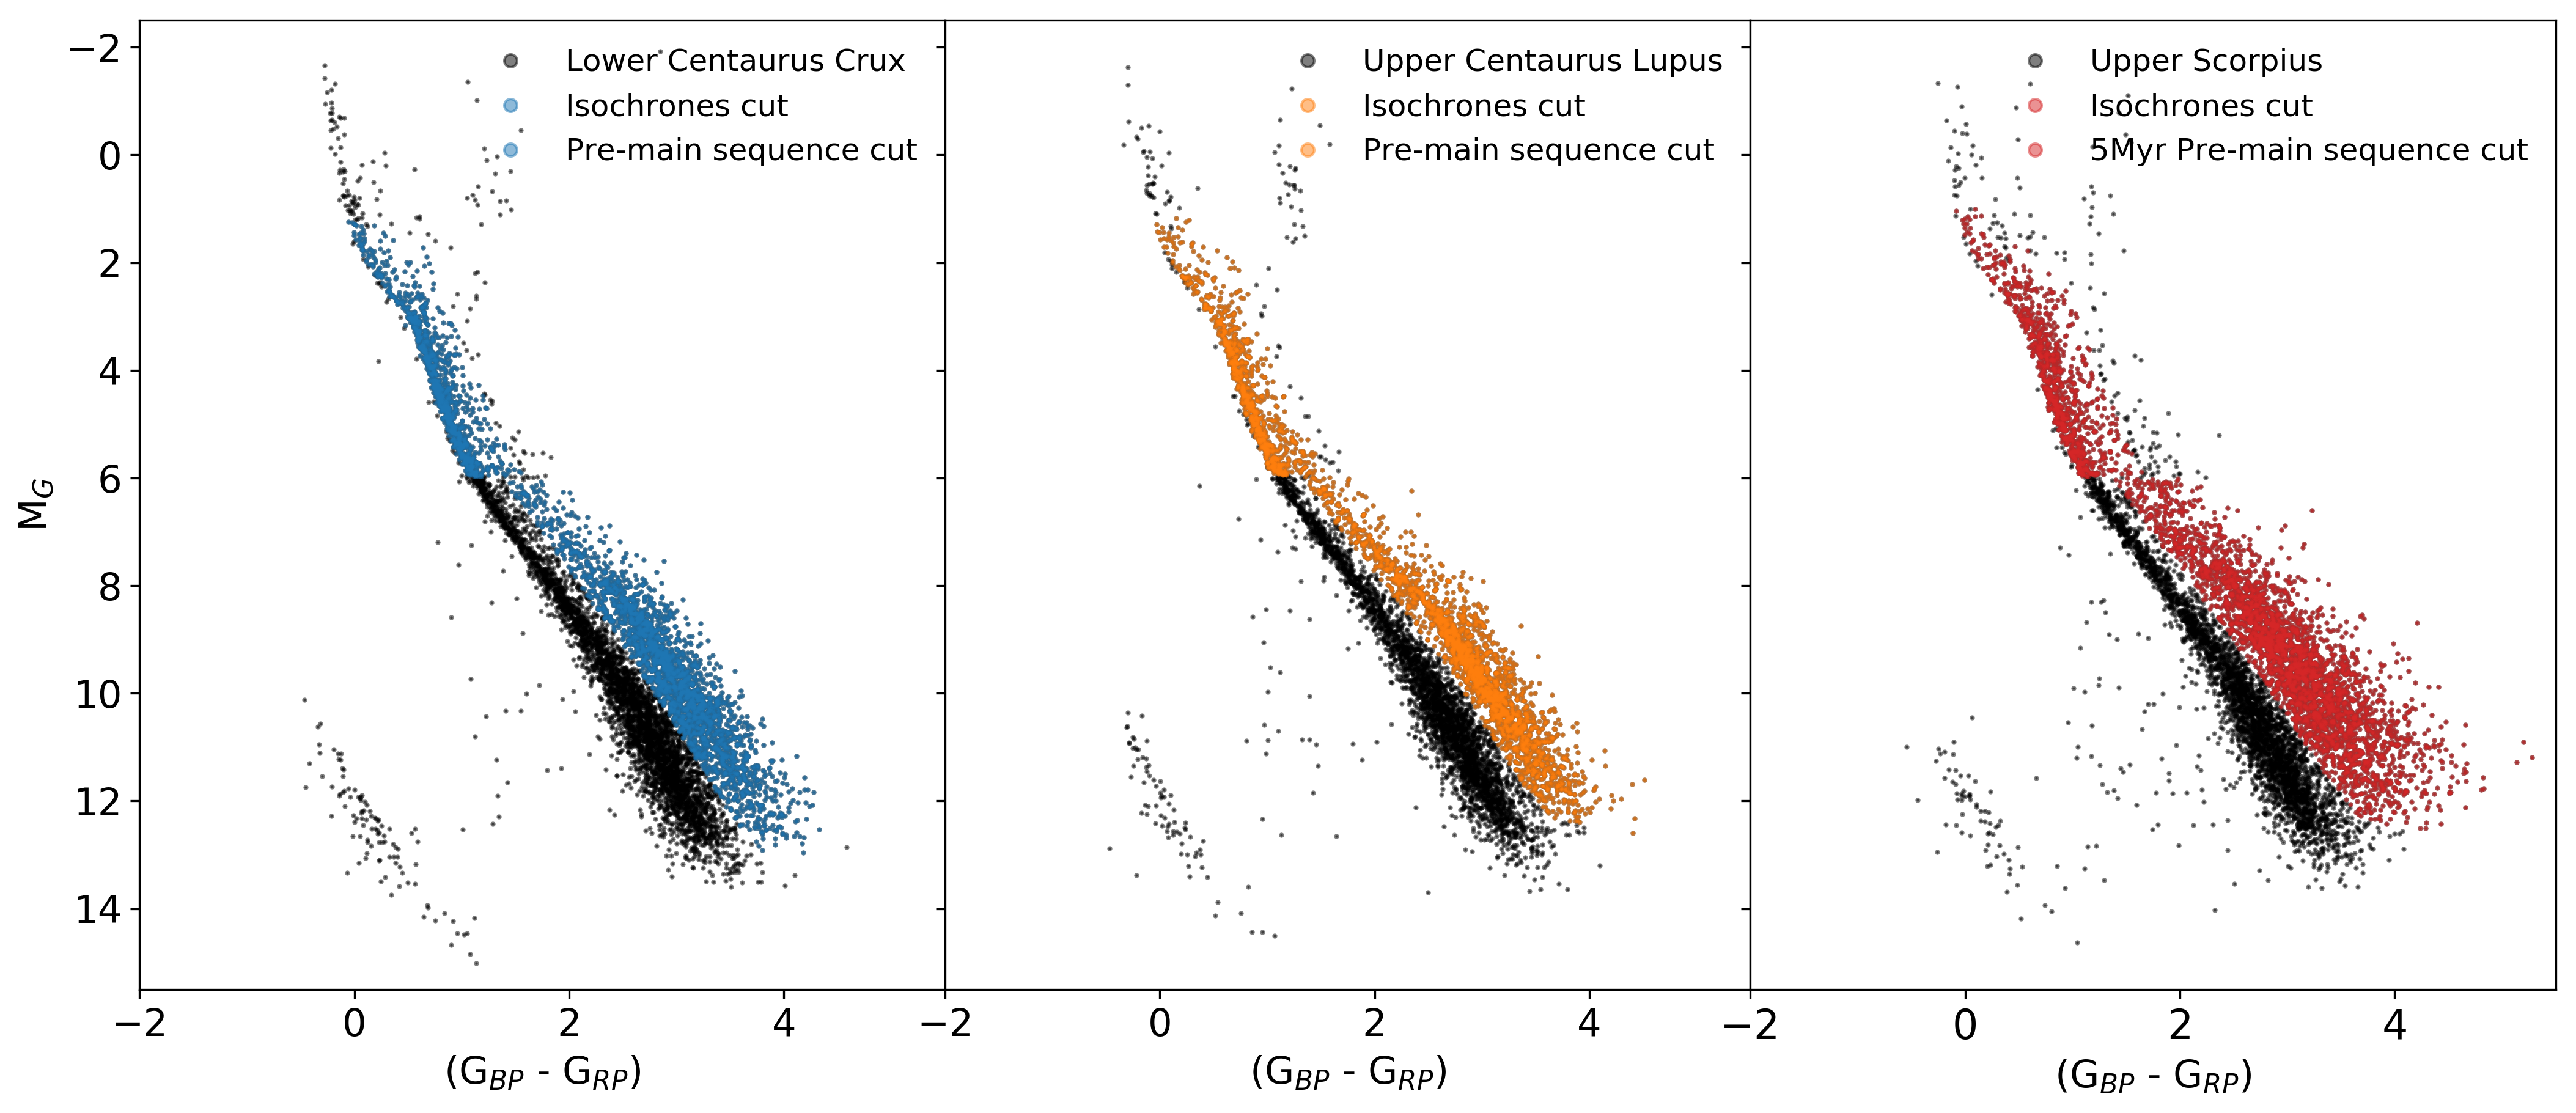 Lower Centaurus Crux
Isochrones cut
Pre-main sequence cut
Upper Centaurus Lupus
Isochrones cut
Pre-main sequence cut
Upper Scorpius
Isochrones cut
5Myr Pre-main sequence cut
M_G
−2
0
2
4
6
8
10
12
14
−2 0 2 4
−2 0 2 4
−2 0 2 4
(G_BP - G_RP)
(G_BP - G_RP)
(G_BP - G_RP)